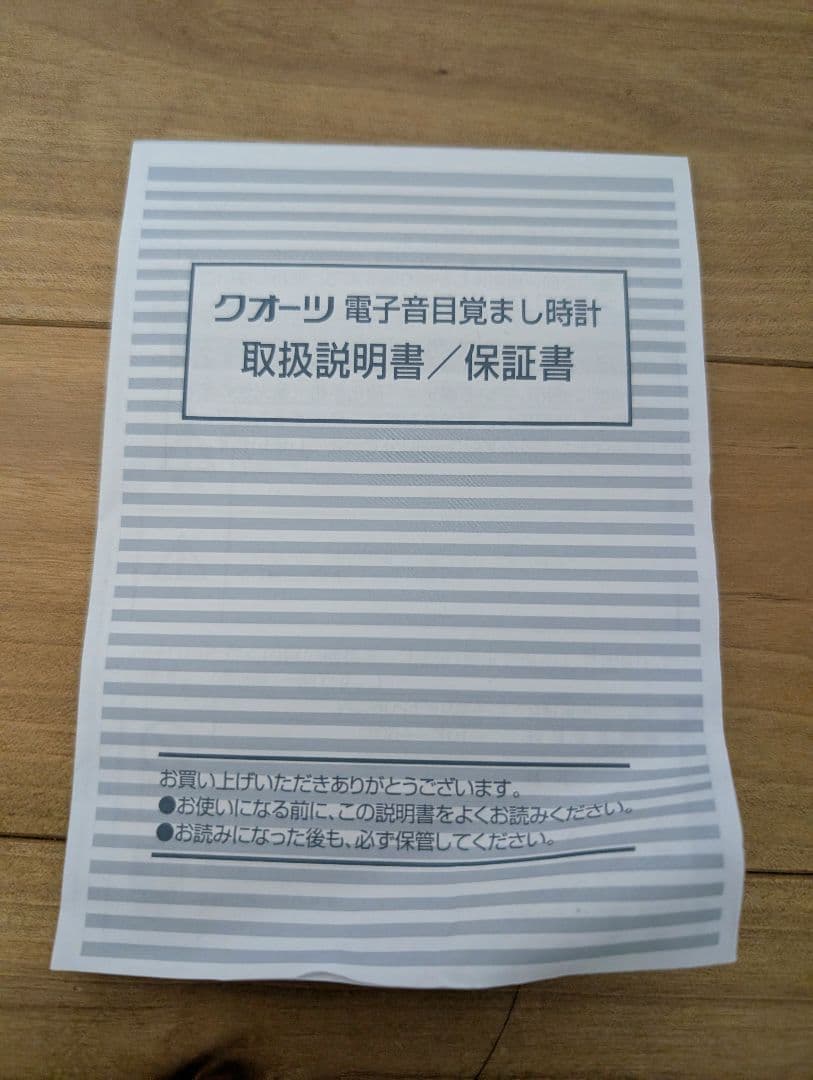 クオーツ 電子音目覚まし時計
取扱説明書／保証書
お買い上げいただきありがとうございます。
●お使いになる前に、この説明書をよくお読みください。
●お読みになった後も、必ず保管してください。